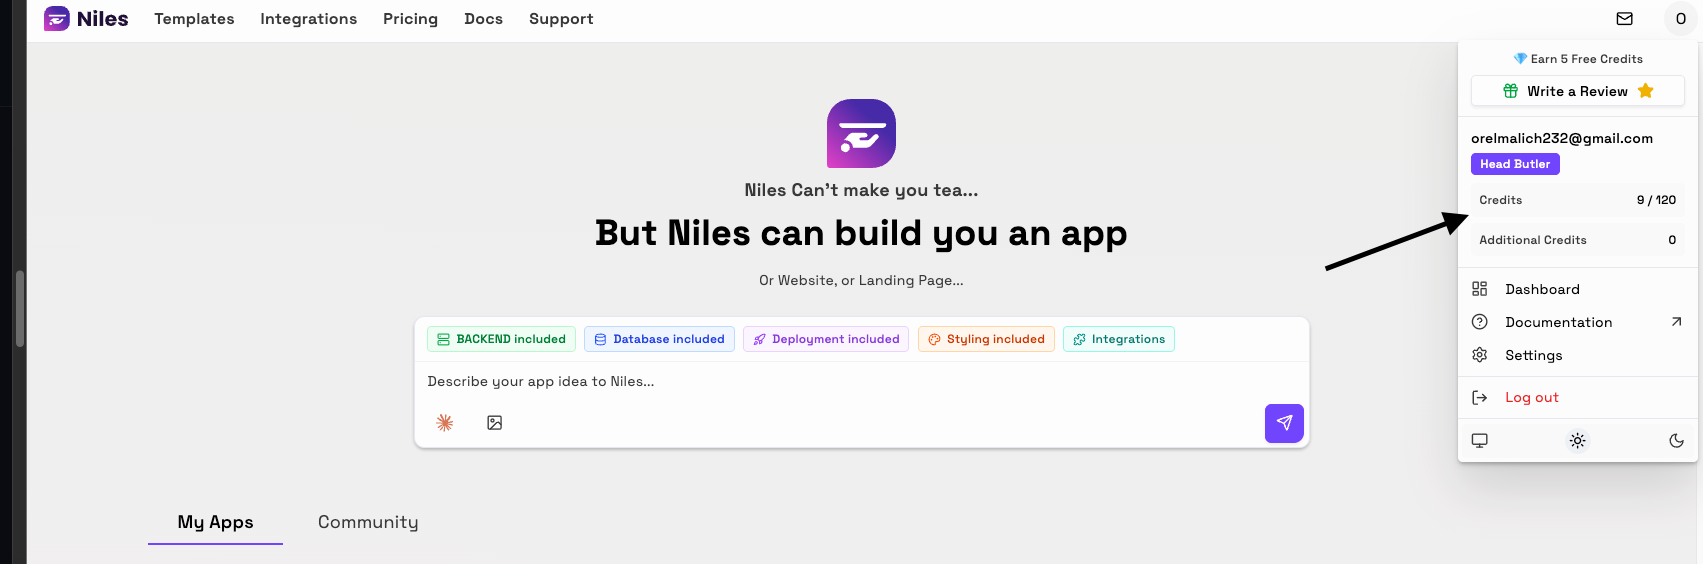 Niles
Templates
Integrations
Pricing
Docs
Support
O
Earn 5 Free Credits
Write a Review
orelmalich232@gmail.com
Head Butler
Credits 9 / 120
Additional Credits 0
Dashboard
Documentation
Settings
Log out
Niles Can't make you tea...
But Niles can build you an app
Or Website, or Landing Page...
BACKEND included
Database included
Deployment included
Styling included
Integrations
Describe your app idea to Niles...
My Apps
Community